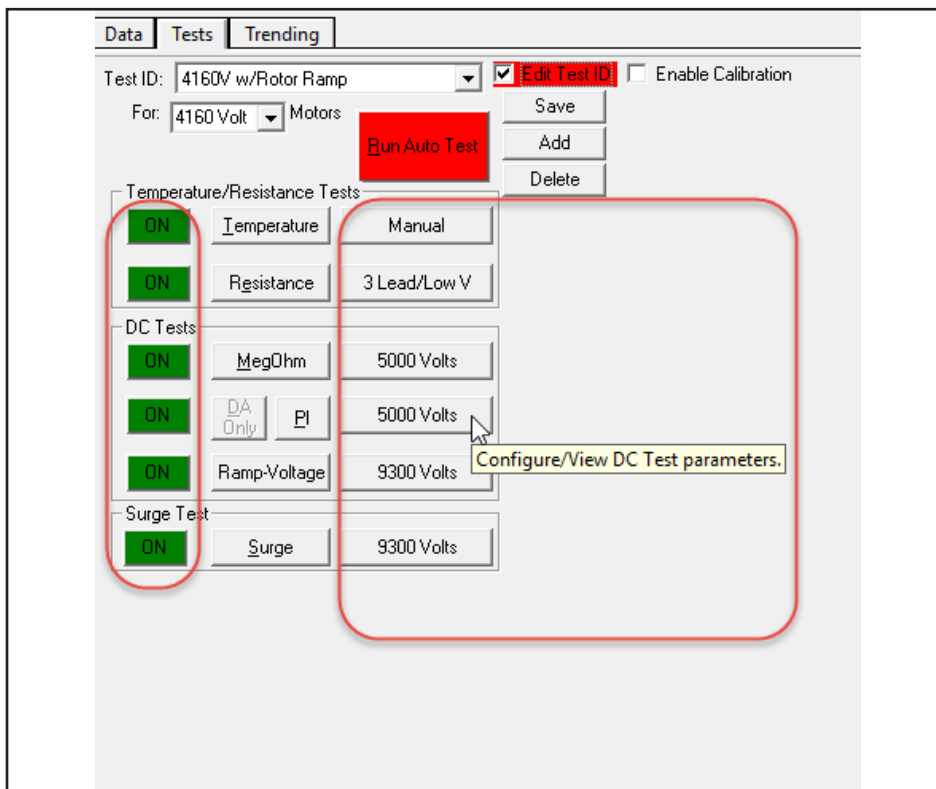 Data Tests Trending
Test ID: 4160V w/Rotor Ramp Edit Test ID Enable Calibration
For: 4160 Volt Motors Save
Run Auto Test Add
Delete
Temperature/Resistance Tests
ON Temperature Manual
ON Resistance 3 Lead/Low V
DC Tests
ON MegOhm 5000 Volts
ON DA Only PI 5000 Volts
Configure/View DC Test parameters.
ON Ramp-Voltage 9300 Volts
Surge Test
ON Surge 9300 Volts